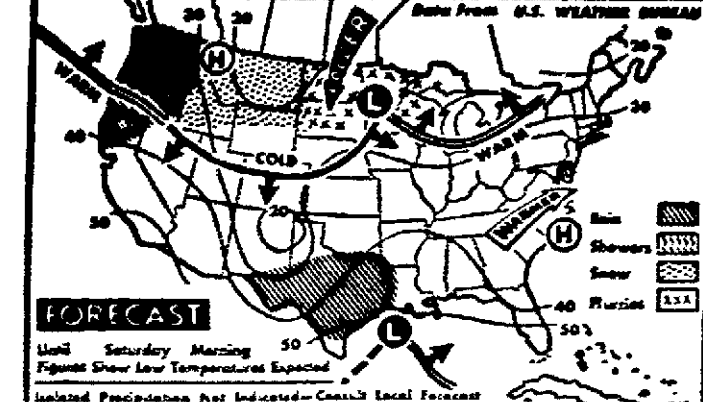 Data From U.S. WEATHER BUREAU
30 20
20
H
COLDER
L
30
WARM
WARM
40
COLD
50
20
WARMER
H
Rain
Showers
Snow
Flurries
FORECAST
40
50
50
L
Until Saturday Morning
Figures Show Low Temperatures Expected
Isolated Precipitation Not Indicated—Consult Local Forecast